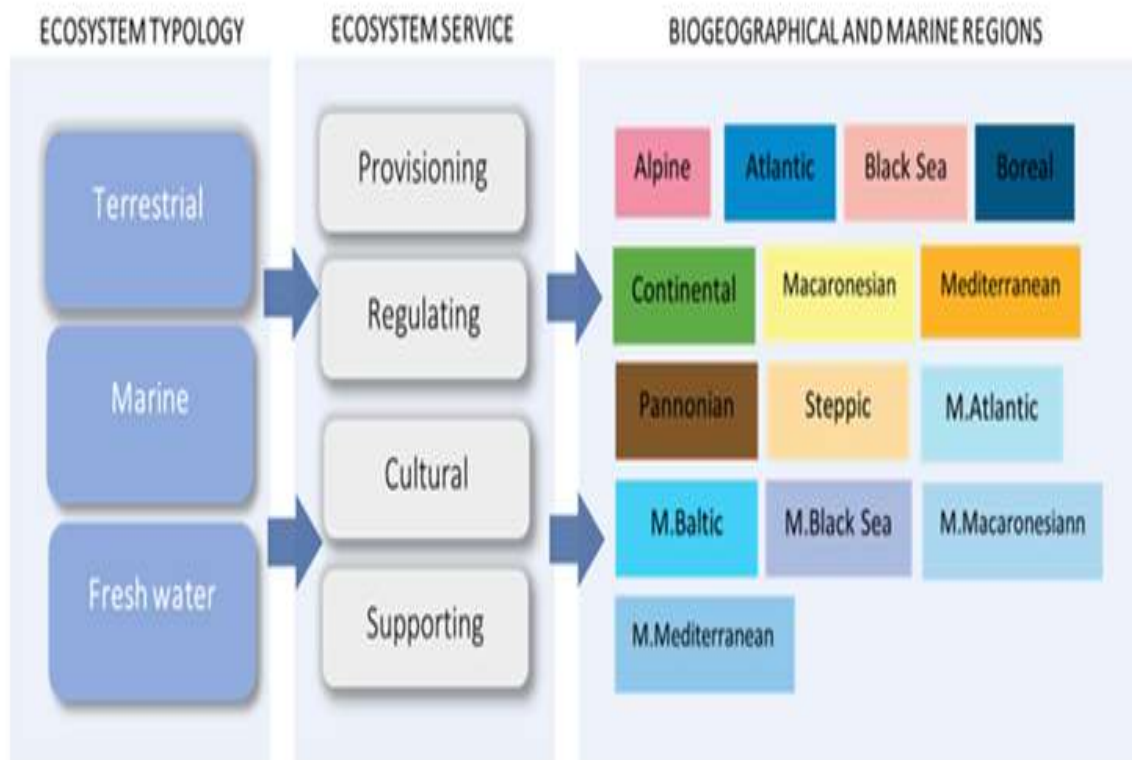 ECOSYSTEM TYPOLOGY
Terrestrial
Marine
Fresh water
ECOSYSTEM SERVICE
Provisioning
Regulating
Cultural
Supporting
BIOGEOGRAPHICAL AND MARINE REGIONS
Alpine
Atlantic
Black Sea
Boreal
Continental
Macaronesian
Mediterranean
Pannonian
Steppic
M.Atlantic
M.Baltic
M.Black Sea
M.Macaronesiann
M.Mediterranean